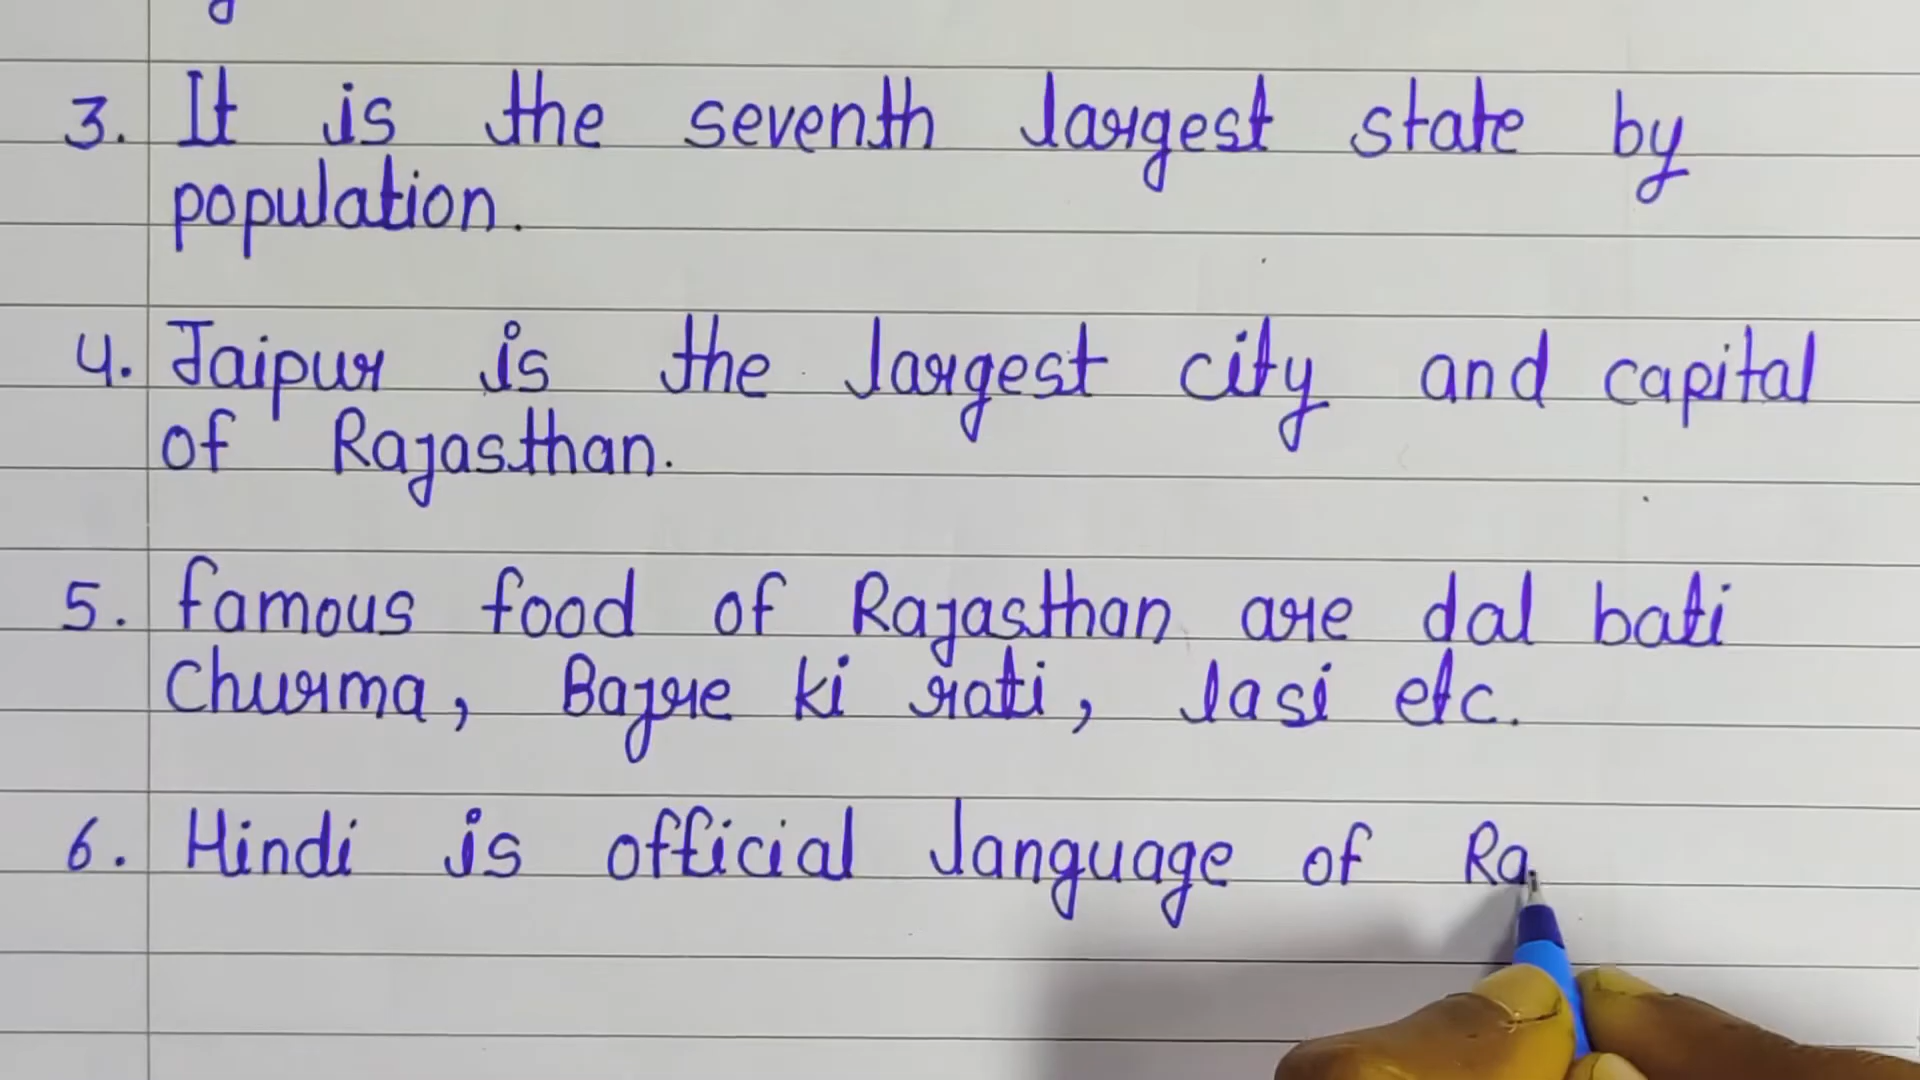 3. It is the seventh largest state by
population.
4. Jaipur is the largest city and capital
of Rajasthan.
5. famous food of Rajasthan are dal bati
Churma, Bajre ki roti, lasi etc.
6. Hindi is official language of Ra